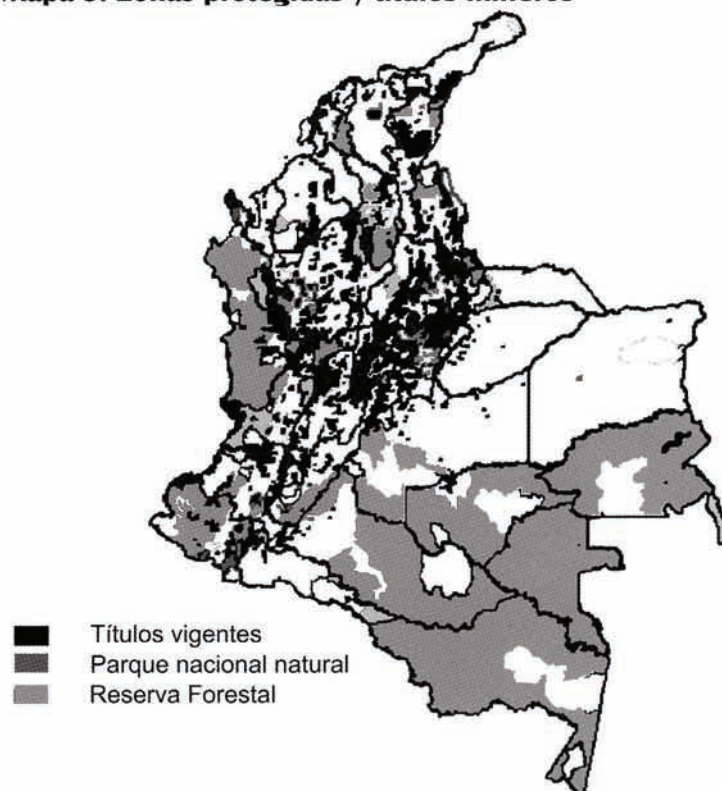 Mapa 3. Zonas protegidas / títulos mineros
Títulos vigentes
Parque nacional natural
Reserva Forestal